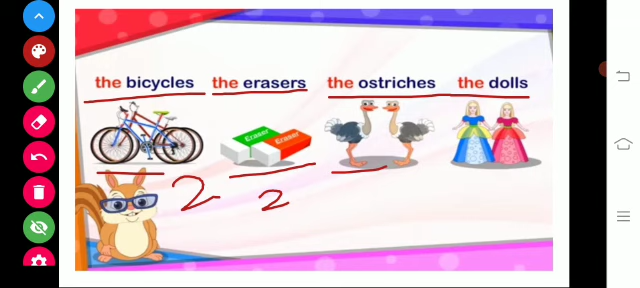 the bicycles the erasers the ostriches the dolls
Eraser Eraser
2 2